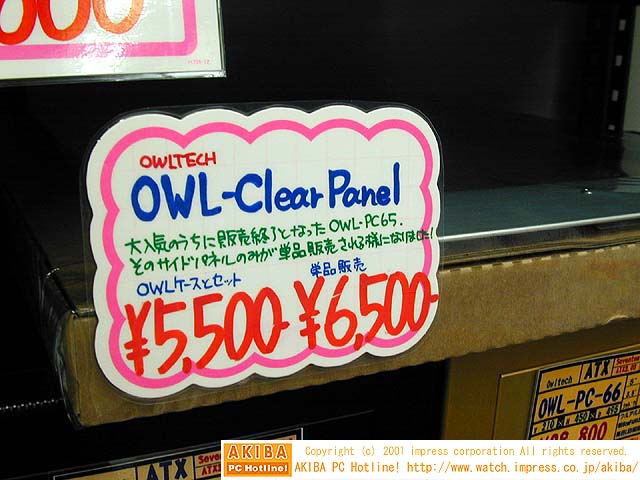 OWLTECH
OWL-Clear Panel
大人気のうちに販売終了となった OWL-PC65.
そのサイドパネルのみが単品販売される様になりました!
OWLケースとセット
単品販売
¥5,500- ¥6,500-
Owltech ATX
OWL-PC-66
ATX
AKIBA
PC Hotline!
Copyright (c) 2001 impress corporation All rights reserved.
AKIBA PC Hotline! http://www.watch.impress.co.jp/akiba/